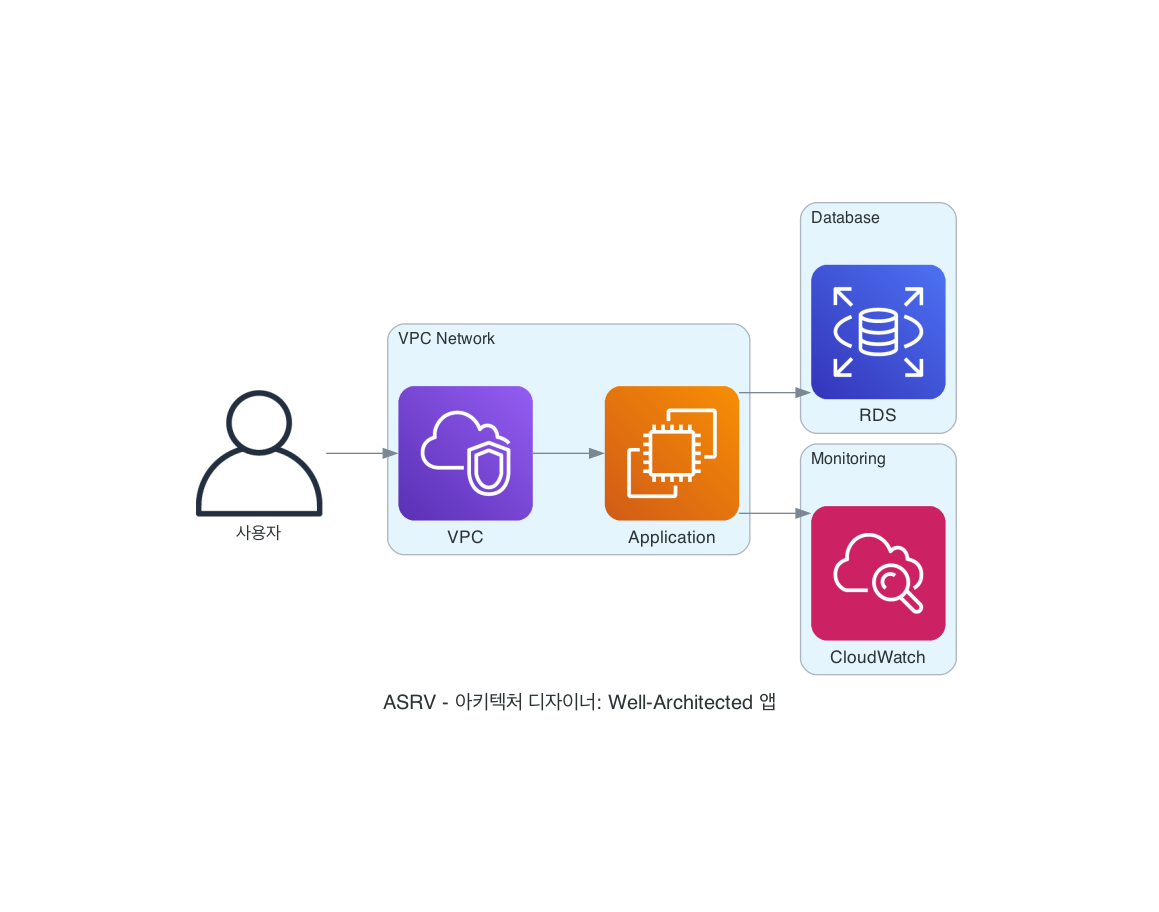 Database
RDS
VPC Network
사용자
VPC
Application
Monitoring
CloudWatch
ASRV - 아키텍처 디자이너: Well-Architected 앱